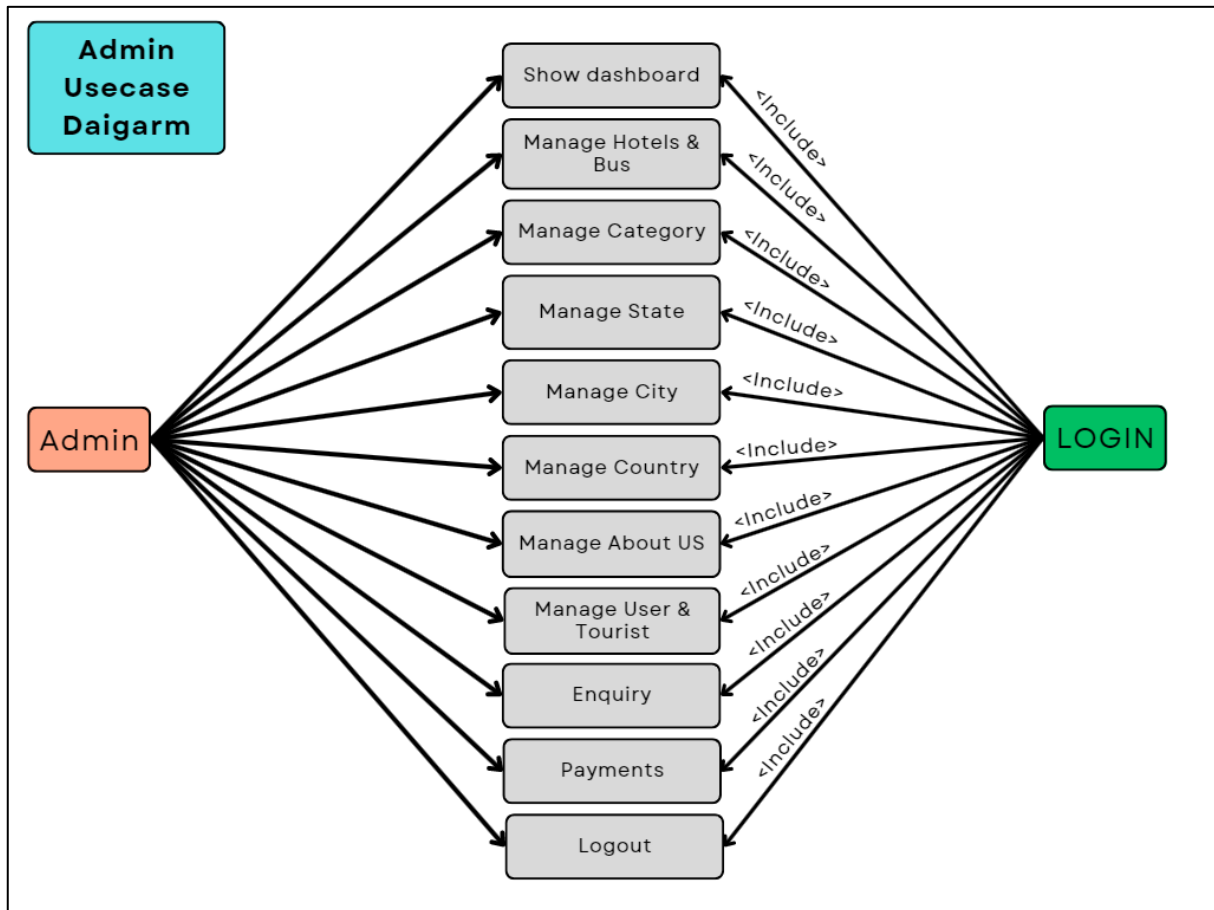 Admin
Usecase
Daigarm
Show dashboard
<Include>
Manage Hotels &
Bus
<Include>
Manage Category
<Include>
Manage State
<Include>
Manage City
<Include>
Admin
LOGIN
Manage Country
<Include>
Manage About US
<Include>
Manage User &
Tourist
<Include>
Enquiry
<Include>
Payments
<Include>
Logout
<Include>